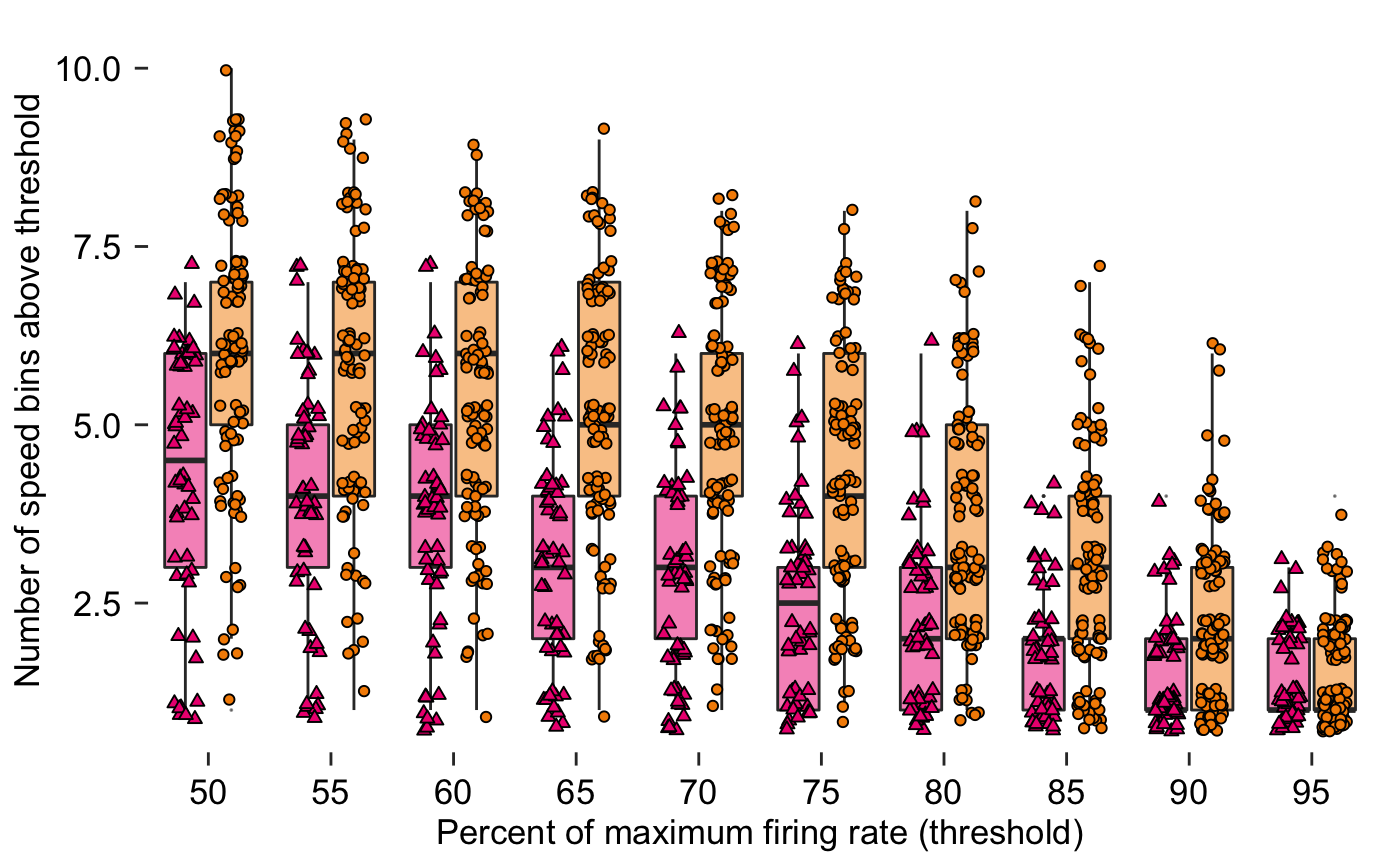 Number of speed bins above threshold
10.0
7.5
5.0
2.5
50 55 60 65 70 75 80 85 90 95
Percent of maximum firing rate (threshold)